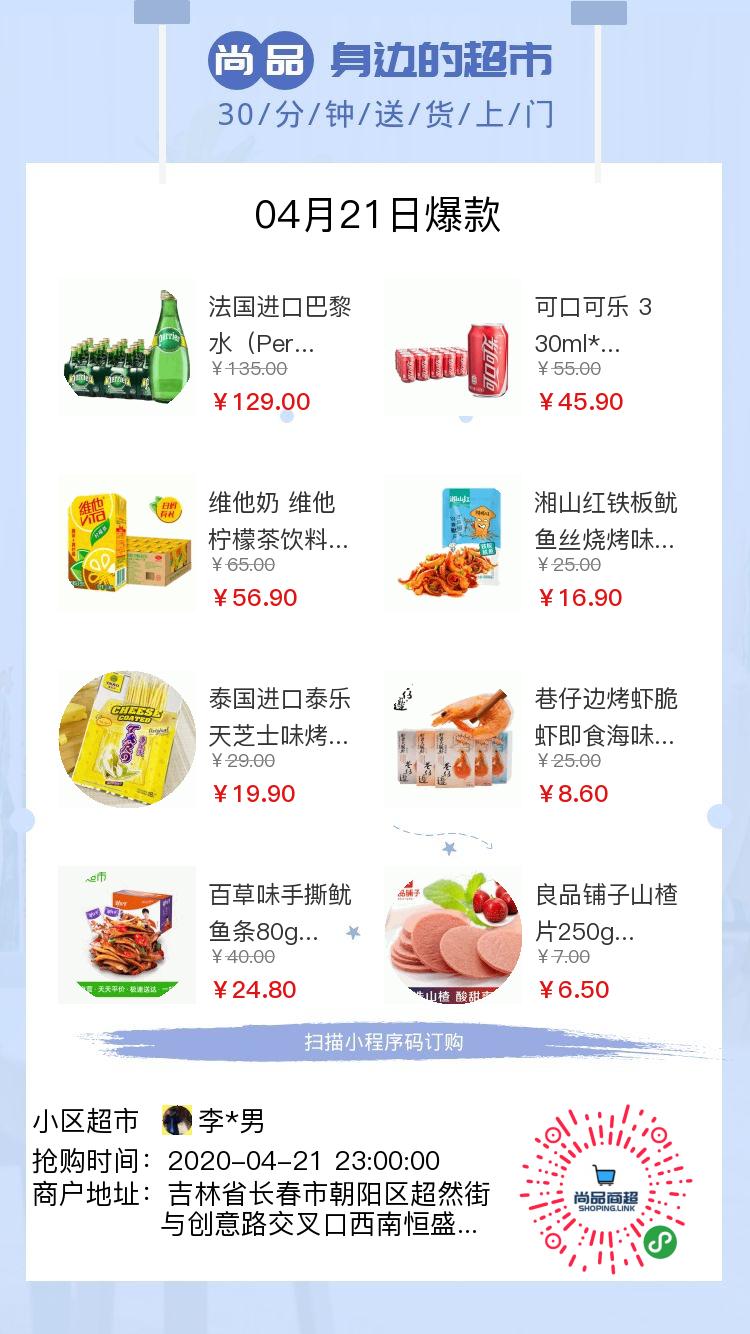 尚品 身边的超市
30/分/钟/送/货/上/门
04月21日爆款
法国进口巴黎
水（Per...
￥135.00
￥129.00
可口可乐 3
30ml*...
￥55.00
￥45.90
维他奶 维他
柠檬茶饮料...
￥65.00
￥56.90
湘山红铁板鱿
鱼丝烧烤味...
￥25.00
￥16.90
泰国进口泰乐
天芝士味烤...
￥29.00
￥19.90
巷仔边烤虾脆
虾即食海味...
￥25.00
￥8.60
百草味手撕鱿
鱼条80g...
￥40.00
￥24.80
良品铺子山楂
片250g...
￥7.00
￥6.50
扫描小程序码订购
小区超市 李*男
抢购时间：2020-04-21 23:00:00
商户地址：吉林省长春市朝阳区超然街
与创意路交叉口西南恒盛...
尚品商超
SHOPING.LINK